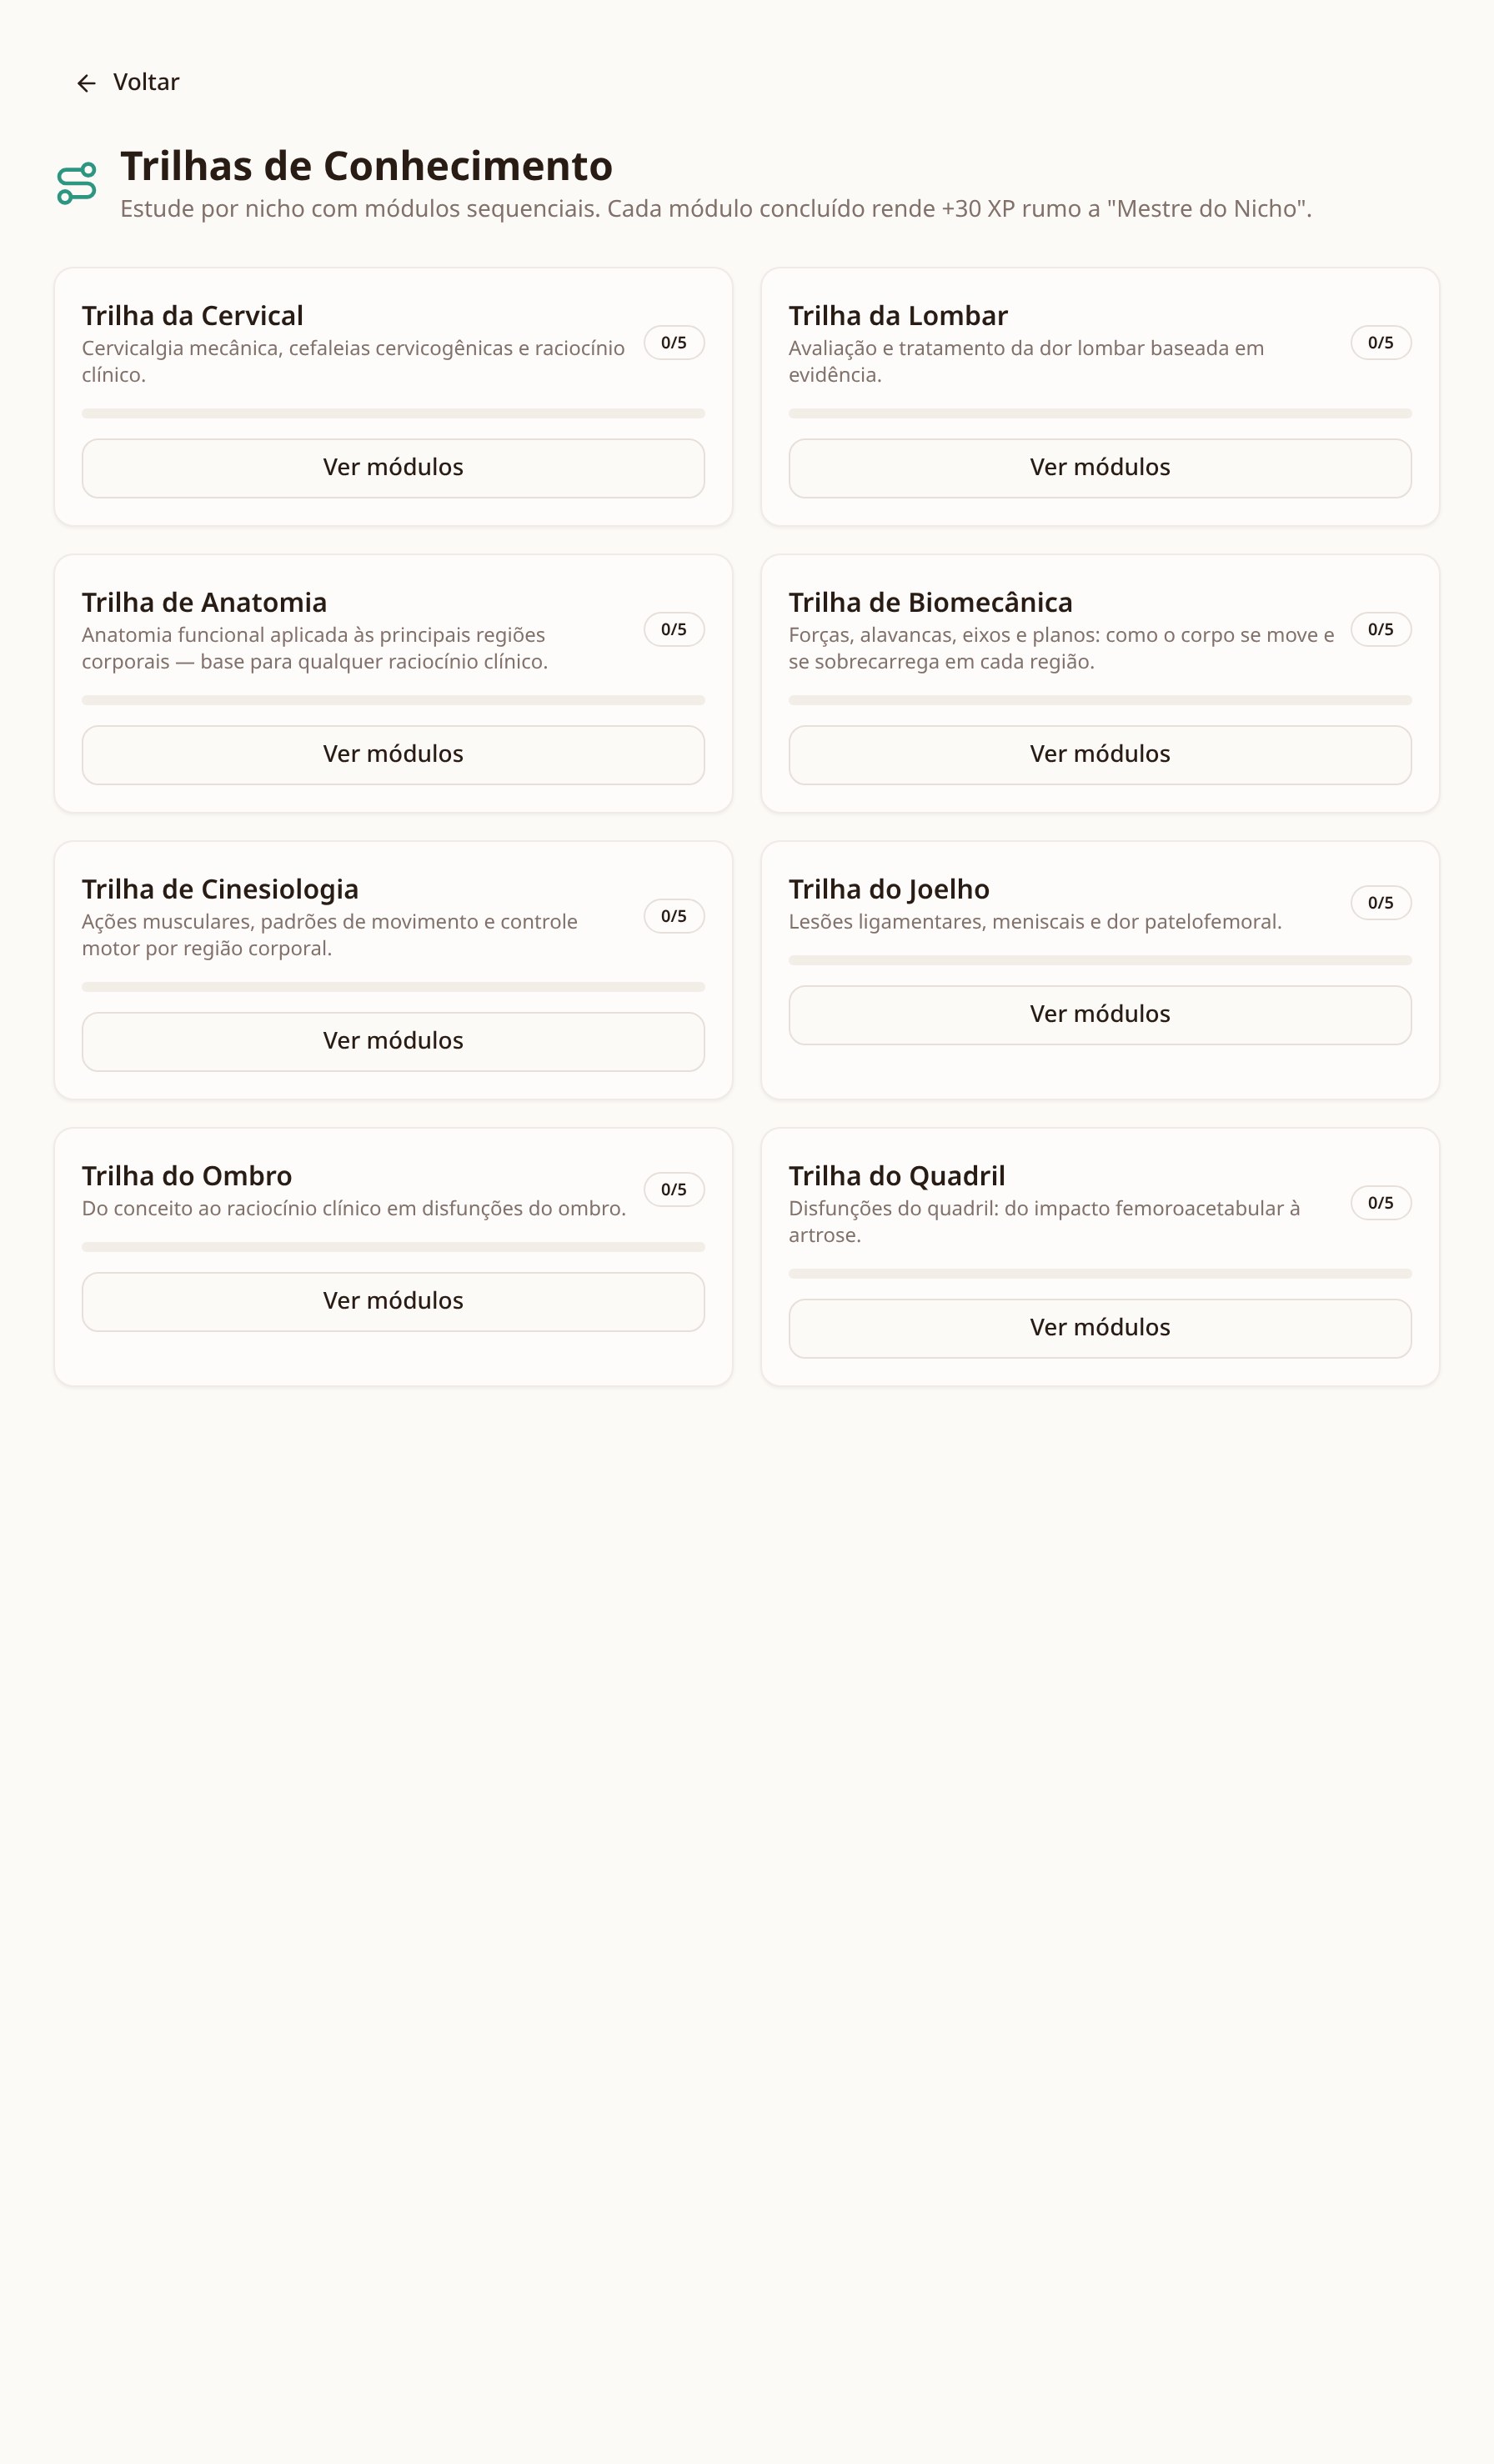 Voltar
Trilhas de Conhecimento
Estude por nicho com módulos sequenciais. Cada módulo concluído rende +30 XP rumo a "Mestre do Nicho".
Trilha da Cervical
Cervicalgia mecânica, cefaleias cervicogênicas e raciocínio
clínico.
0/5
Ver módulos
Trilha da Lombar
Avaliação e tratamento da dor lombar baseada em
evidência.
0/5
Ver módulos
Trilha de Anatomia
Anatomia funcional aplicada às principais regiões
corporais — base para qualquer raciocínio clínico.
0/5
Ver módulos
Trilha de Biomecânica
Forças, alavancas, eixos e planos: como o corpo se move e
se sobrecarrega em cada região.
0/5
Ver módulos
Trilha de Cinesiologia
Ações musculares, padrões de movimento e controle
motor por região corporal.
0/5
Ver módulos
Trilha do Joelho
Lesões ligamentares, meniscais e dor patelofemoral.
0/5
Ver módulos
Trilha do Ombro
Do conceito ao raciocínio clínico em disfunções do ombro.
0/5
Ver módulos
Trilha do Quadril
Disfunções do quadril: do impacto femoroacetabular à
artrose.
0/5
Ver módulos